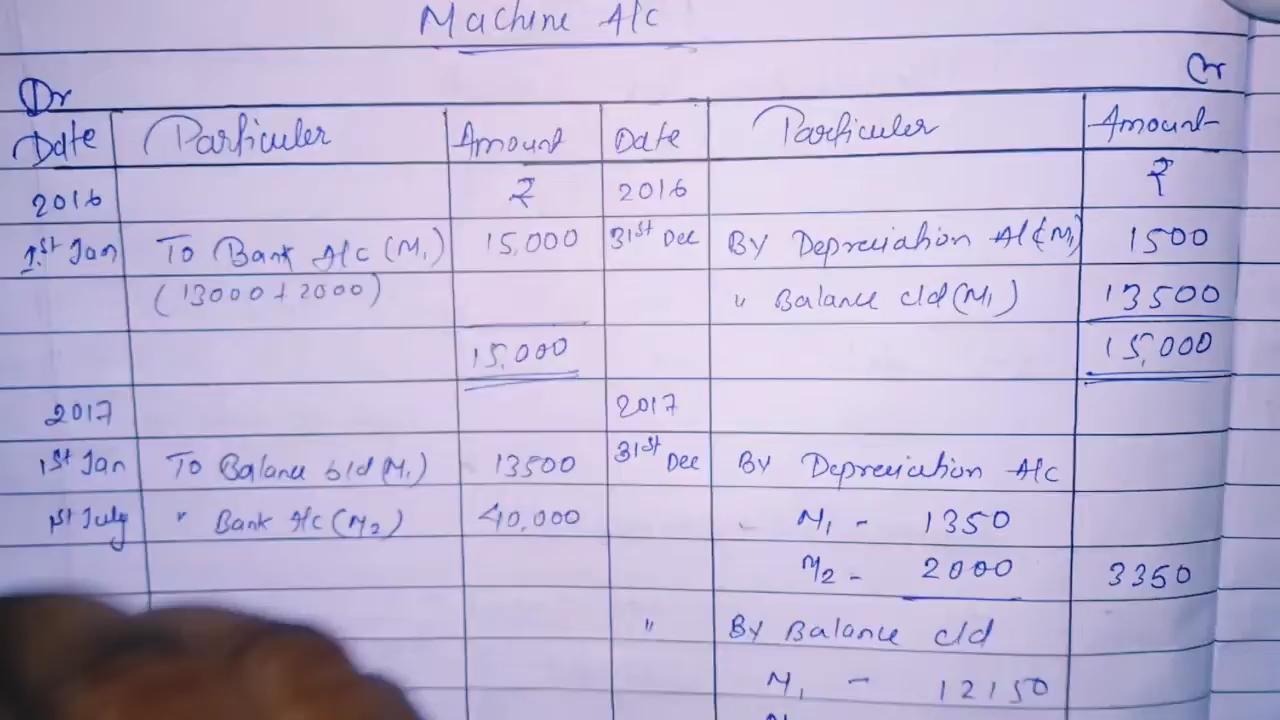 Machine A/c
Dr Cr
Date Particuler Amount Date Particuler Amount
2016 ₹ 2016 ₹
1st Jan To Bank A/c (M1) 15,000 31st Dec By Depreciation A/c (M1) 1500
(13000 + 2000) " Balance c/d (M1) 13500
15,000 15,000
2017 2017
1st Jan To Balance b/d (M1) 13500 31st Dec By Depreciation A/c
1st July " Bank A/c (M2) 40,000 M1 - 1350
M2 - 2000 3350
" By Balance c/d
M1 - 12150